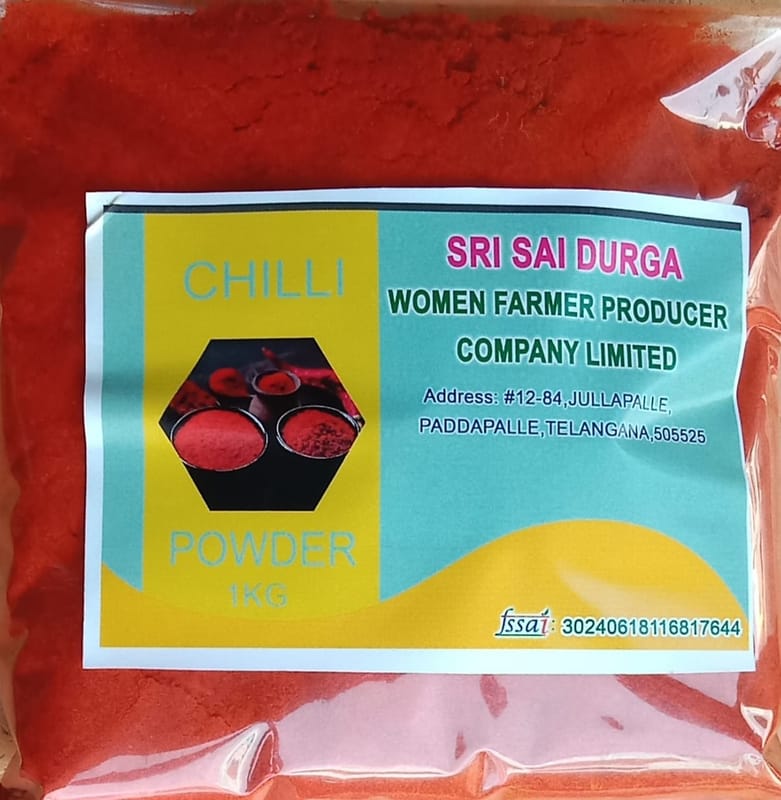 CHILLI
POWDER
1KG
SRI SAI DURGA
WOMEN FARMER PRODUCER
COMPANY LIMITED
Address: #12-84,JULLAPALLE,
PADDAPALLE,TELANGANA,505525
fssai: 30240618116817644